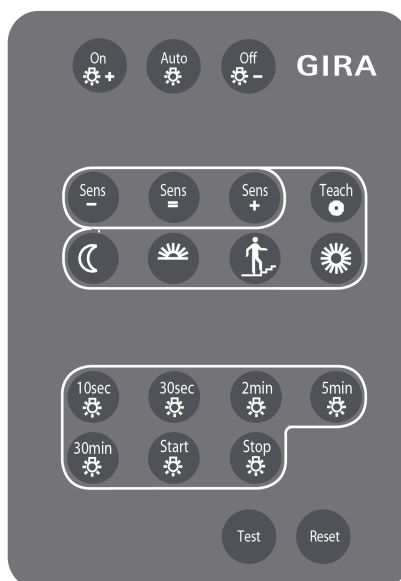 On Auto Off GIRA
+ −
Sens Sens Sens Teach
− = +
10sec 30sec 2min 5min
30min Start Stop
Test Reset